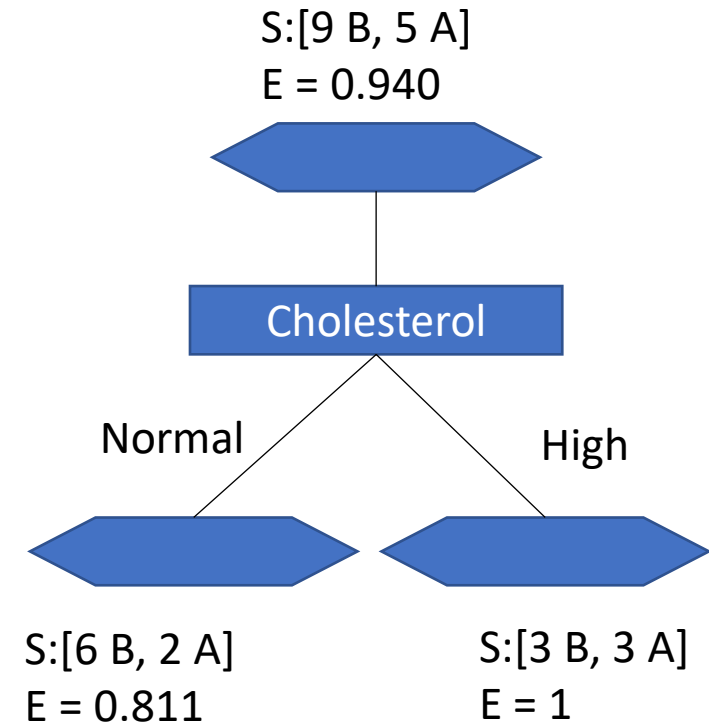 S:[9 B, 5 A]
E = 0.940
Cholesterol
Normal
High
S:[6 B, 2 A]
E = 0.811
S:[3 B, 3 A]
E = 1